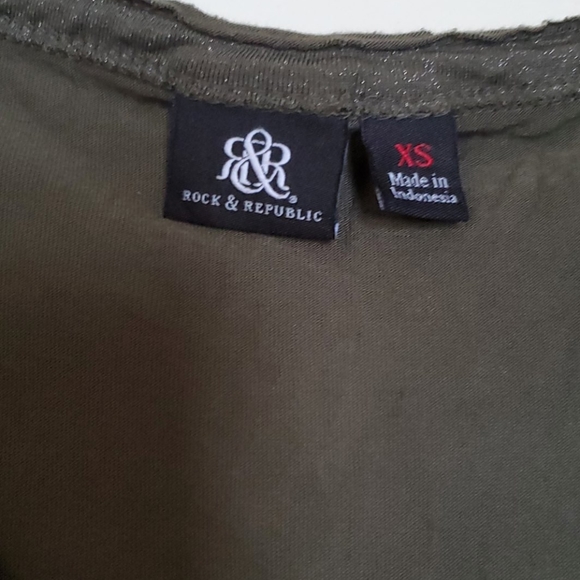 R&R®
ROCK & REPUBLIC
XS
Made in
Indonesia